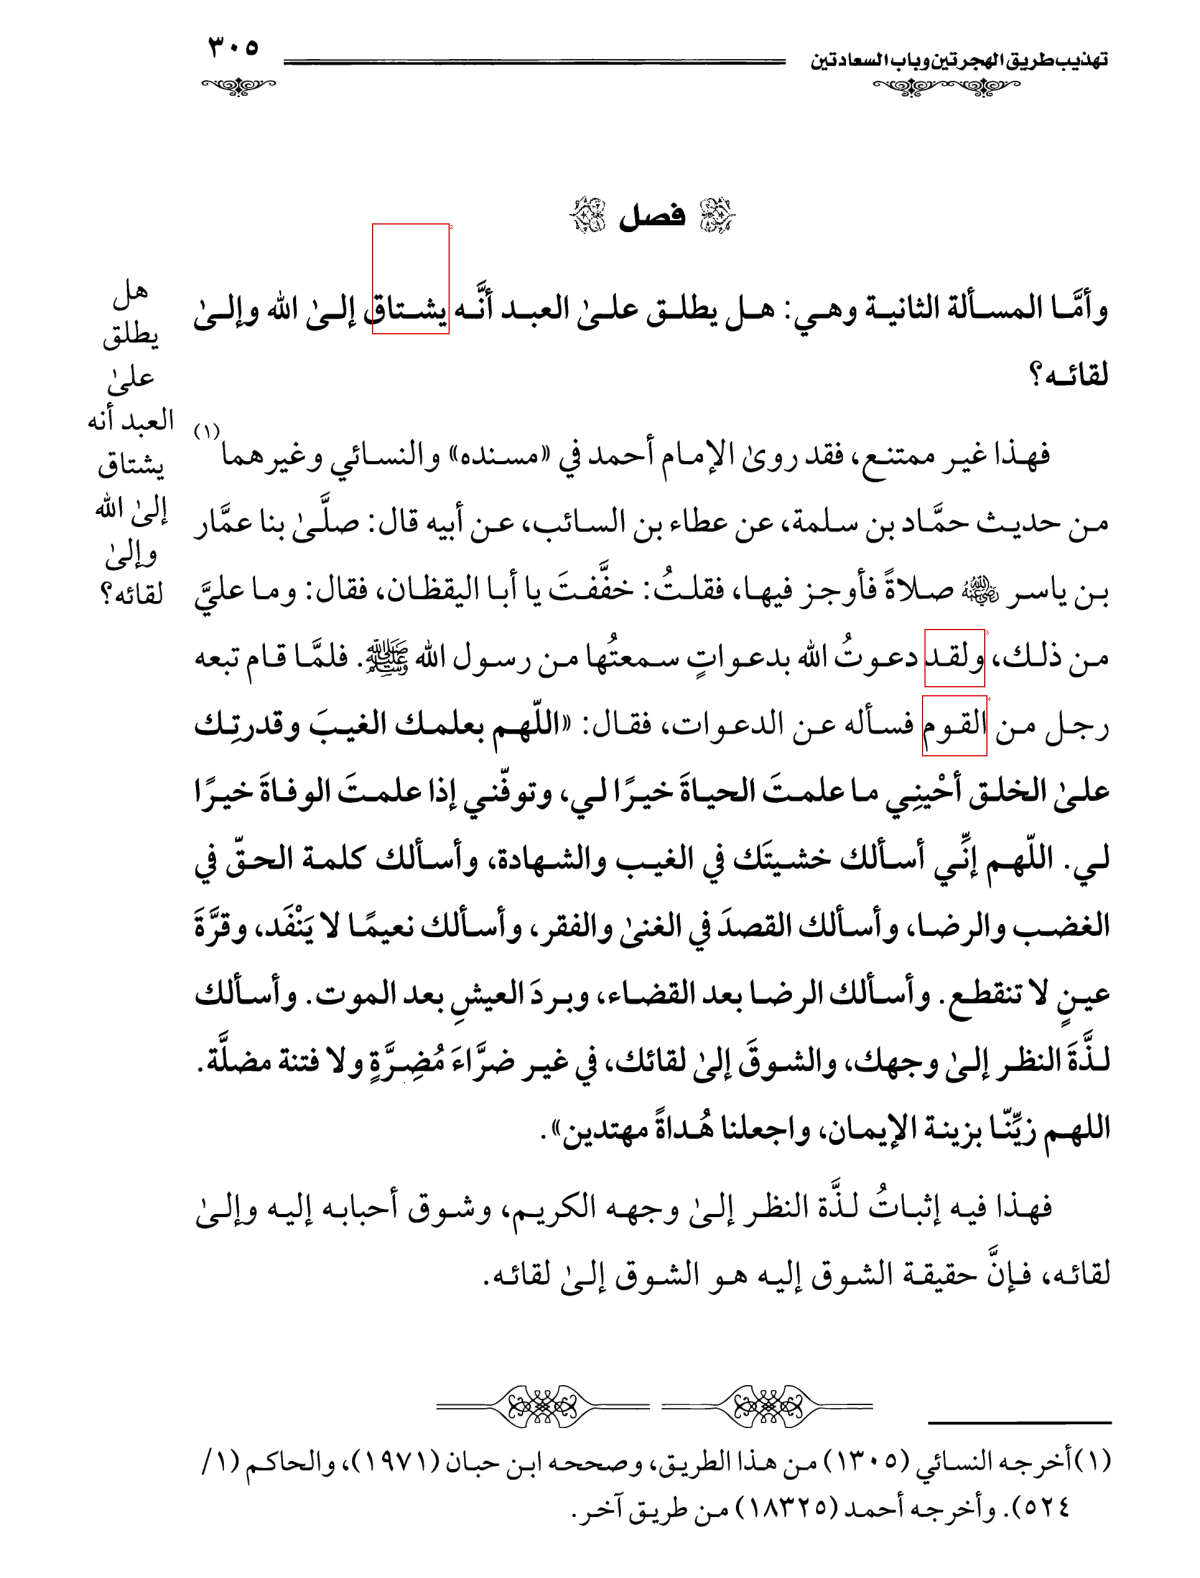 تهذيب طريق الهجرتين وباب السعادتين
٣٠٥
فصل
وأمَّا المسألة الثانية وهي: هل يطلق علىٰ العبد أنَّه يشتاق إلىٰ الله وإلىٰ
لقائه؟
هل
يطلق
علىٰ
العبد أنه
يشتاق
إلىٰ الله
وإلىٰ
لقائه؟
فهذا غير ممتنع، فقد روىٰ الإمام أحمد في «مسنده» والنسائي وغيرهما(١)
من حديث حمَّاد بن سلمة، عن عطاء بن السائب، عن أبيه قال: صلَّىٰ بنا عمَّار
بن ياسر رضي الله عنه صلاةً فأوجز فيها، فقلتُ: خفَّفتَ يا أبا اليقظان، فقال: وما عليَّ
من ذلك، ولقد دعوتُ الله بدعواتٍ سمعتُها من رسول الله ﷺ. فلمَّا قام تبعه
رجل من القوم فسأله عن الدعوات، فقال: «اللّهم بعلمك الغيبَ وقدرتِك
علىٰ الخلق أحْيِني ما علمتَ الحياةَ خيرًا لي، وتوفّني إذا علمتَ الوفاةَ خيرًا
لي. اللّهم إنِّي أسألك خشيتَك في الغيب والشهادة، وأسألك كلمة الحقّ في
الغضب والرضا، وأسألك القصدَ في الغنىٰ والفقر، وأسألك نعيمًا لا يَنْفَد، وقرَّةَ
عينٍ لا تنقطع. وأسألك الرضا بعد القضاء، وبردَ العيشِ بعد الموت. وأسألك
لذَّةَ النظر إلىٰ وجهك، والشوقَ إلىٰ لقائك، في غير ضرَّاءَ مُضِرَّةٍ ولا فتنة مضلَّة.
اللهم زيِّنّا بزينة الإيمان، واجعلنا هُداةً مهتدين».
فهذا فيه إثباتُ لذَّة النظر إلىٰ وجهه الكريم، وشوق أحبابه إليه وإلىٰ
لقائه، فإنَّ حقيقة الشوق إليه هو الشوق إلىٰ لقائه.
(١) أخرجه النسائي (١٣٠٥) من هذا الطريق، وصححه ابن حبان (١٩٧١)، والحاكم (١/
٥٢٤). وأخرجه أحمد (١٨٣٢٥) من طريق آخر.